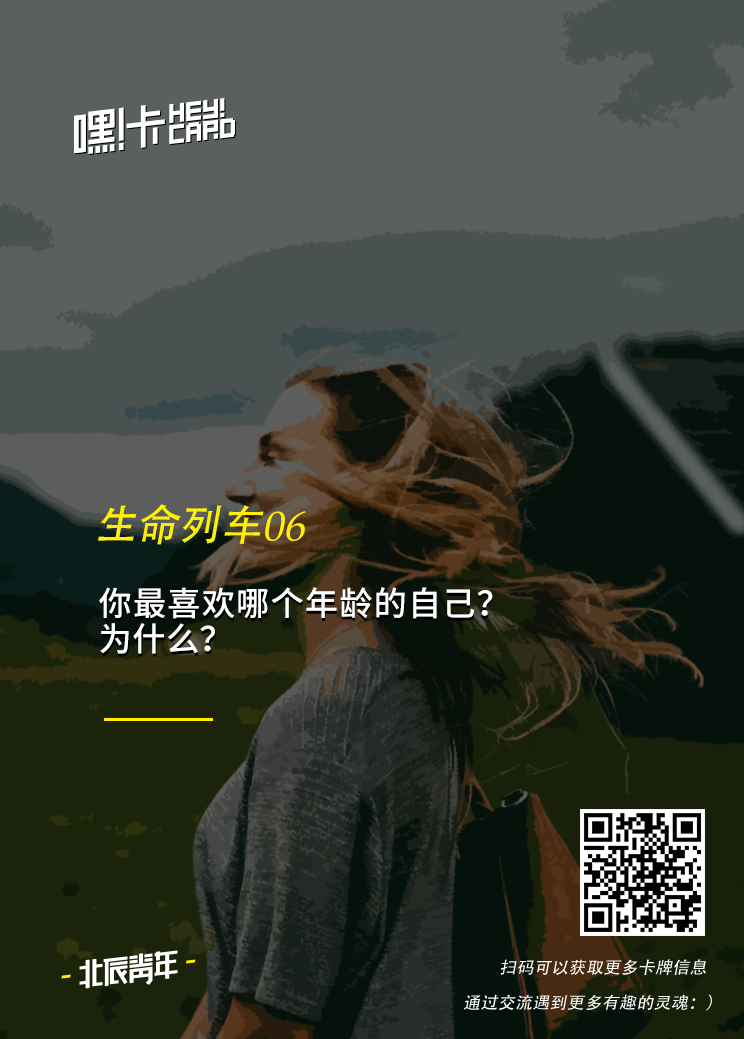 嘿!卡 HEY!
CARD
生命列车06
你最喜欢哪个年龄的自己?
为什么?
- 北辰青年 -
扫码可以获取更多卡牌信息
通过交流遇到更多有趣的灵魂：）